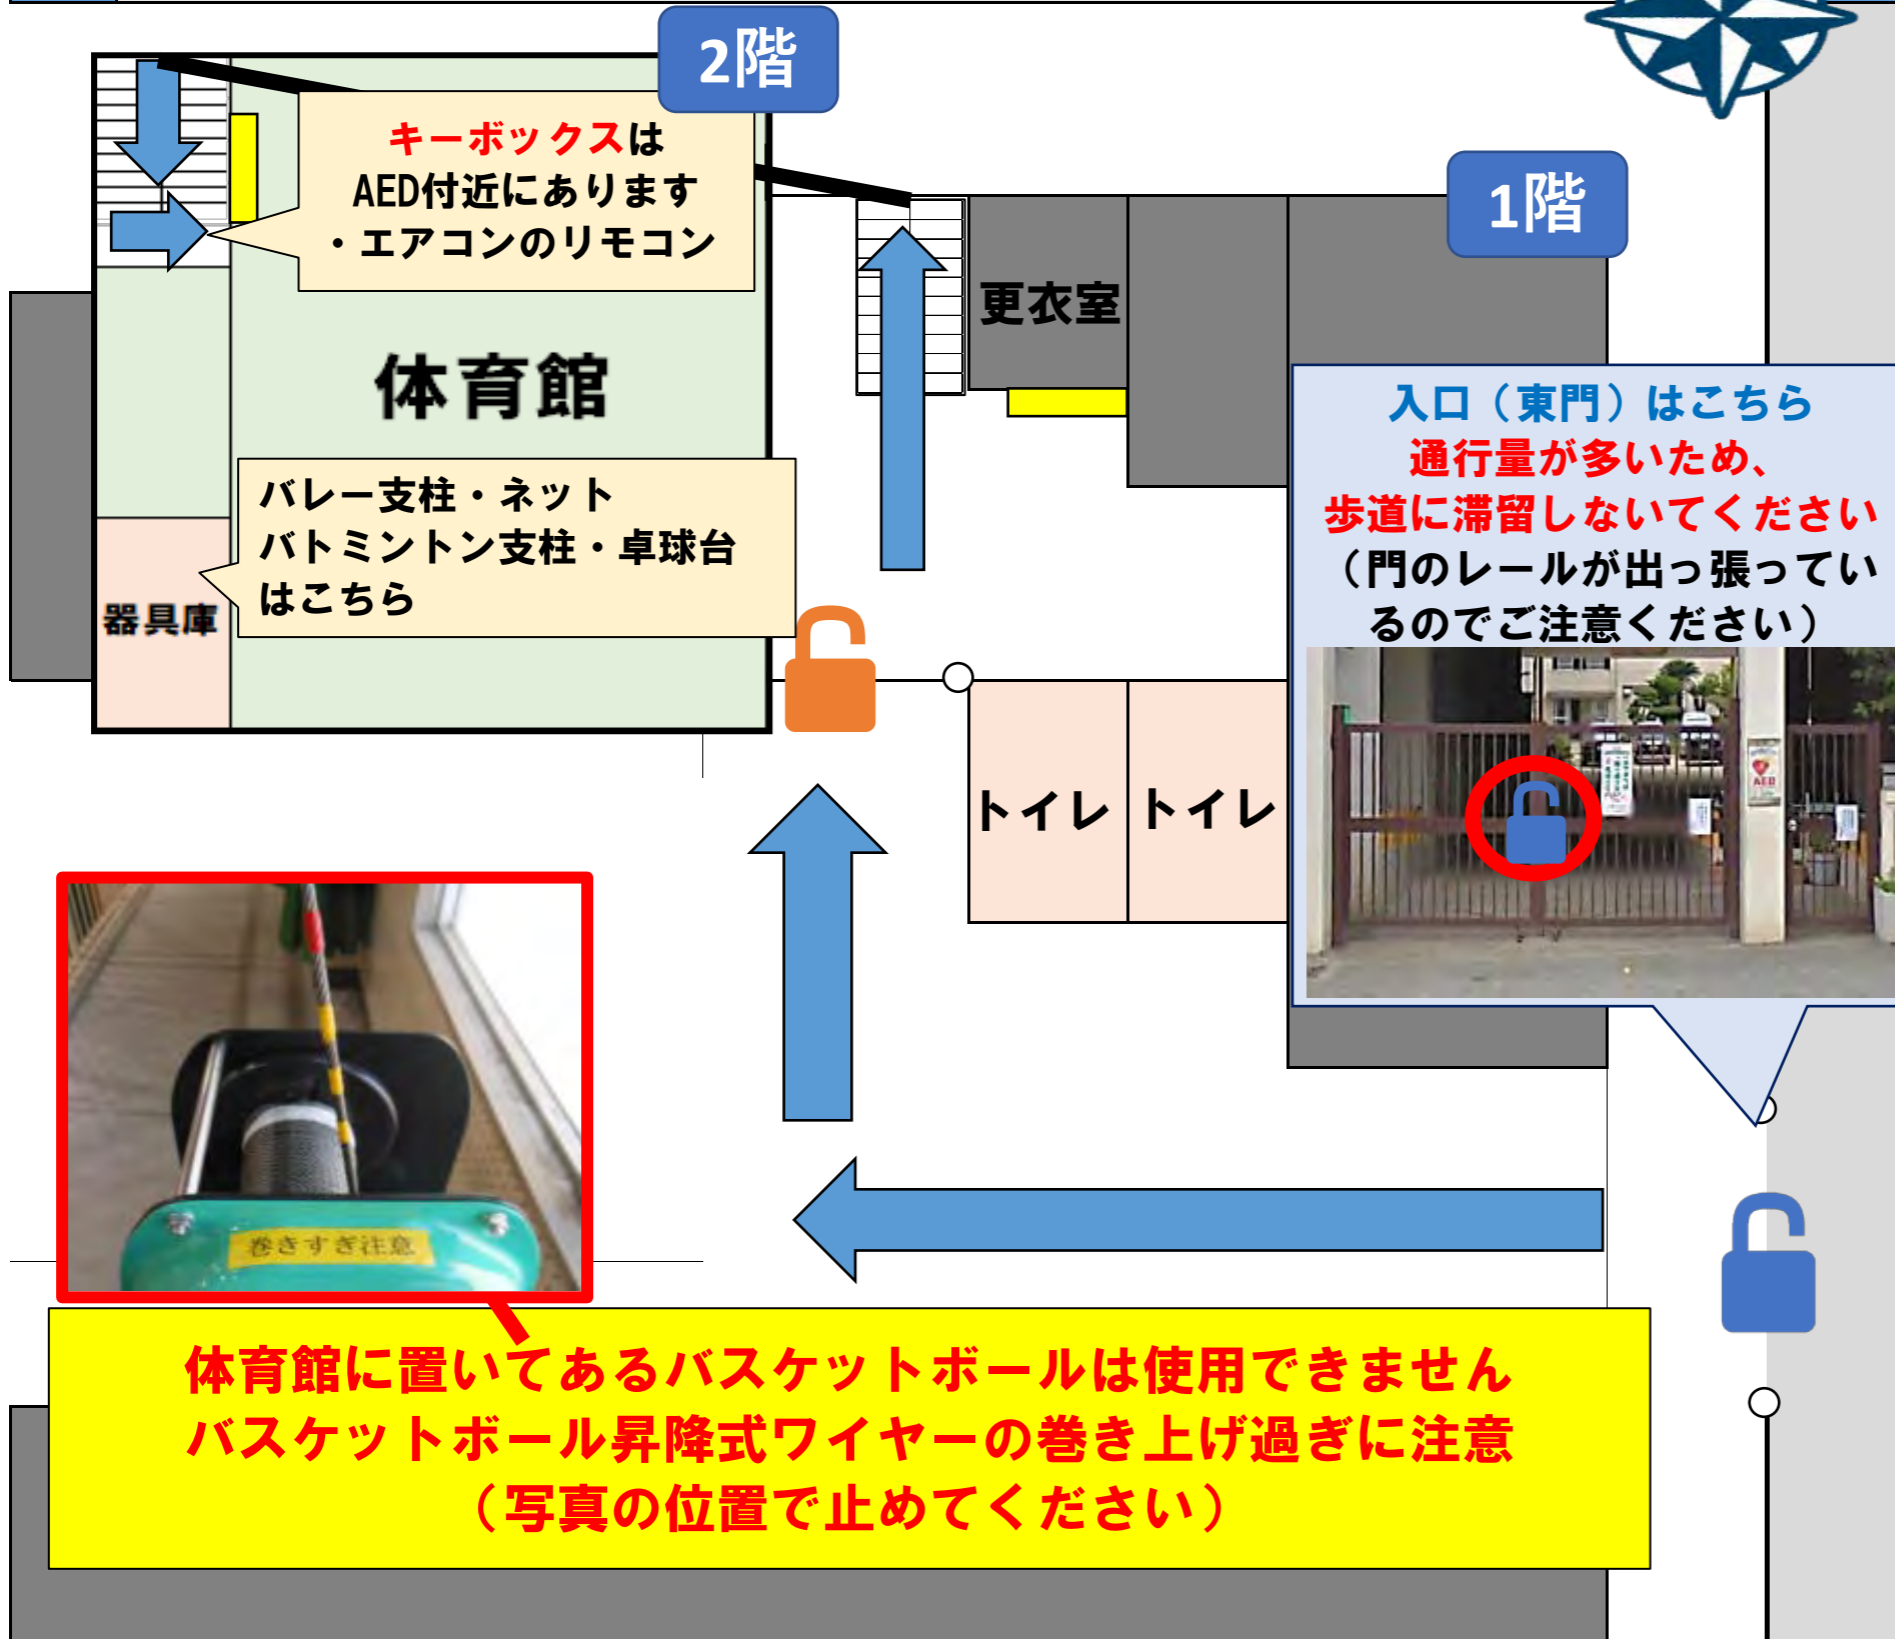 2階
キーボックスは
AED付近にあります
・エアコンのリモコン
1階
更衣室
体育館
入口（東門）はこちら
通行量が多いため、
歩道に滞留しないてください
（門のレールが出っ張ってい
るのでご注意ください）
バレー支柱・ネット
バトミントン支柱・卓球台
はこちら
器具庫
AED
トイレ
トイレ
巻きすぎ注意
体育館に置いてあるバスケットボールは使用できません
バスケットボール昇降式ワイヤーの巻き上げ過ぎに注意
（写真の位置で止めてください）